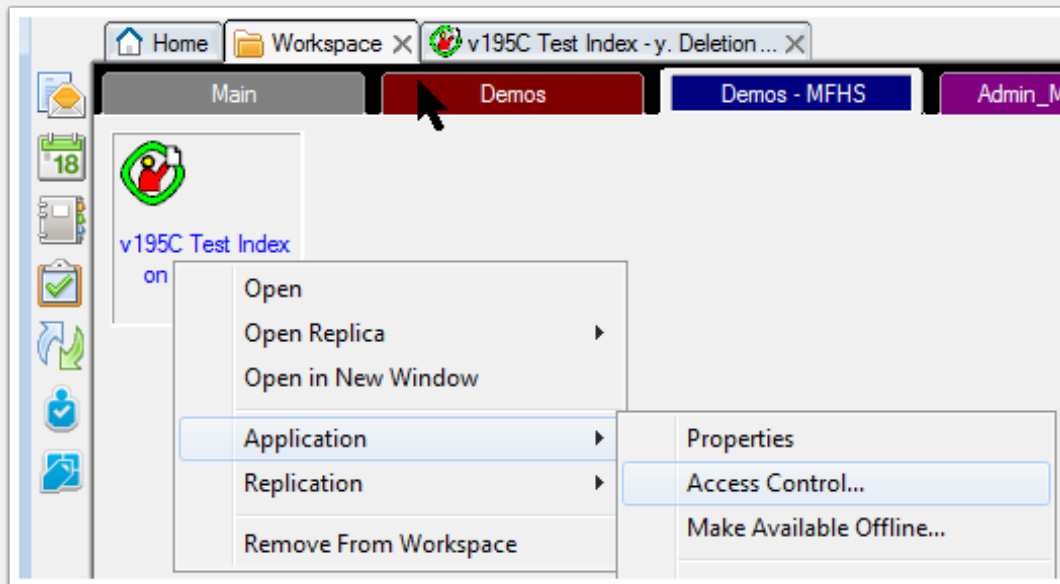 Home Workspace v195C Test Index - y. Deletion ...
Main Demos Demos - MFHS Admin_M
18
v195C Test Index
on
Open
Open Replica
Open in New Window
Application
Properties
Replication
Access Control...
Make Available Offline...
Remove From Workspace